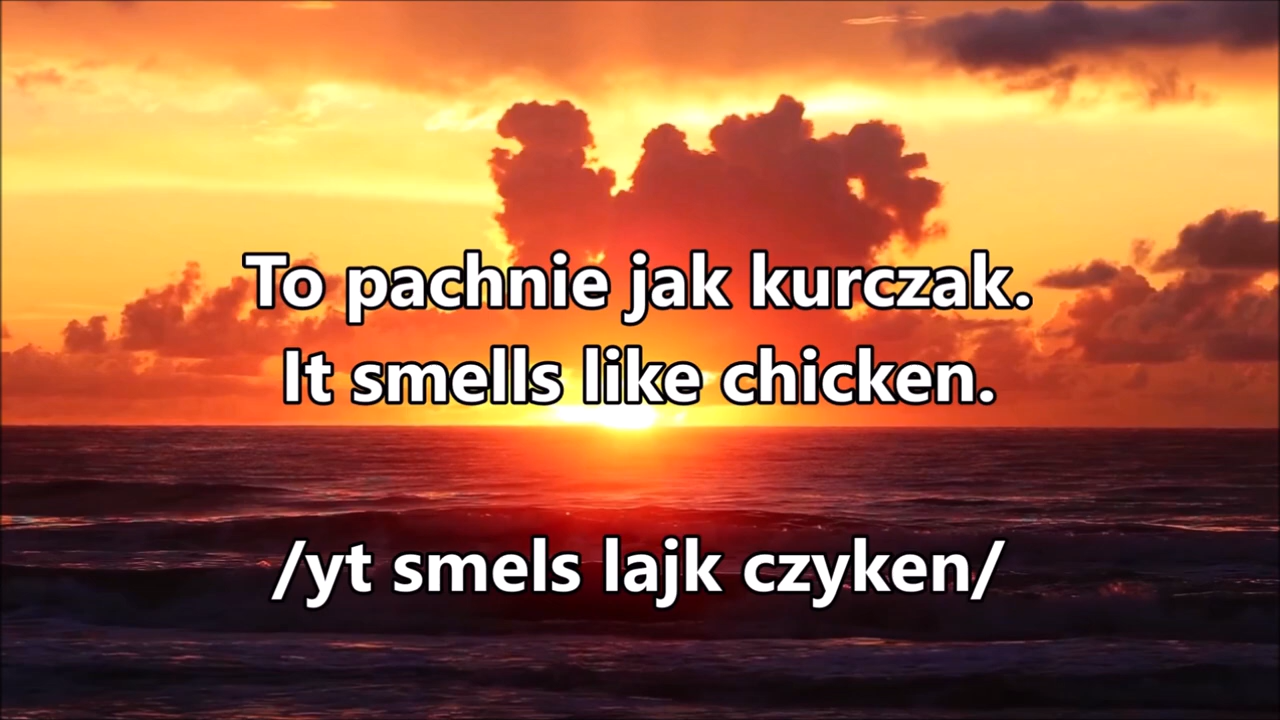 To pachnie jak kurczak.
It smells like chicken.
/yt smels lajk czyken/